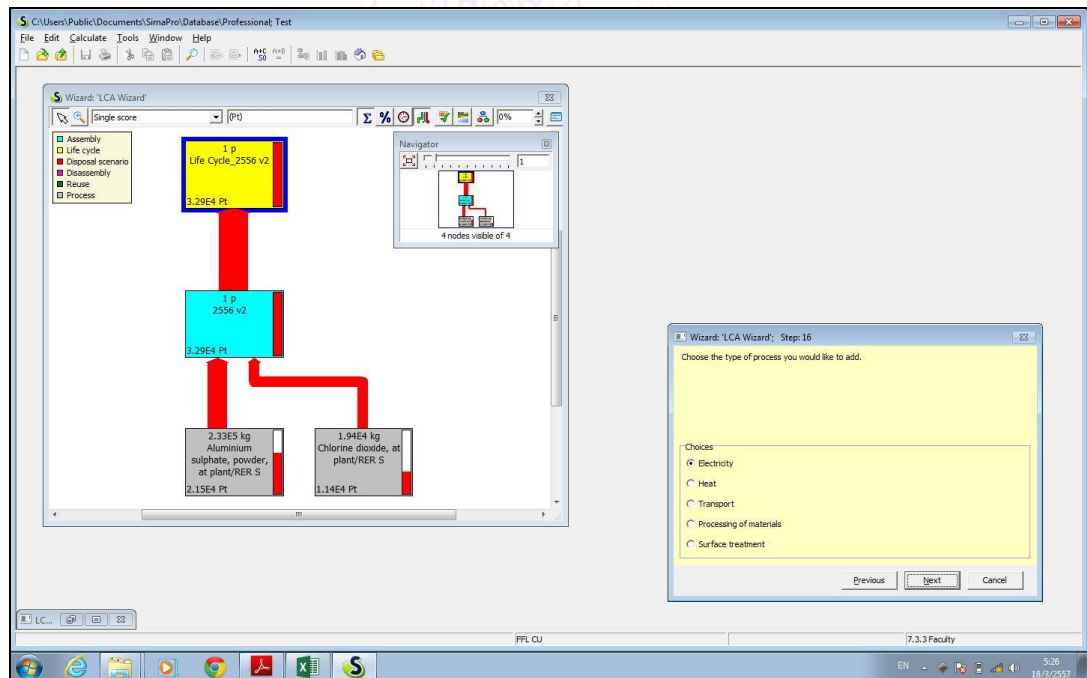 C:\Users\Public\Documents\SimaPro\Database\Professional; Test
File Edit Calculate Tools Window Help
Wizard: 'LCA Wizard'
Single score
(Pt)
0%
Assembly
Life cycle
Disposal scenario
Disassembly
Reuse
Process
1 p
Life Cycle_2556 v2
3.29E4 Pt
Navigator
1
4 nodes visible of 4
1 p
2556 v2
3.29E4 Pt
2.33E5 kg
Aluminium
sulphate, powder,
at plant/RER S
2.15E4 Pt
1.94E4 kg
Chlorine dioxide, at
plant/RER S
1.14E4 Pt
Wizard: 'LCA Wizard'; Step: 16
Choose the type of process you would like to add.
Choices
Electricity
Heat
Transport
Processing of materials
Surface treatment
Previous Next Cancel
LC...
FFL CU
7.3.3 Faculty
EN
5:26
18/3/2557